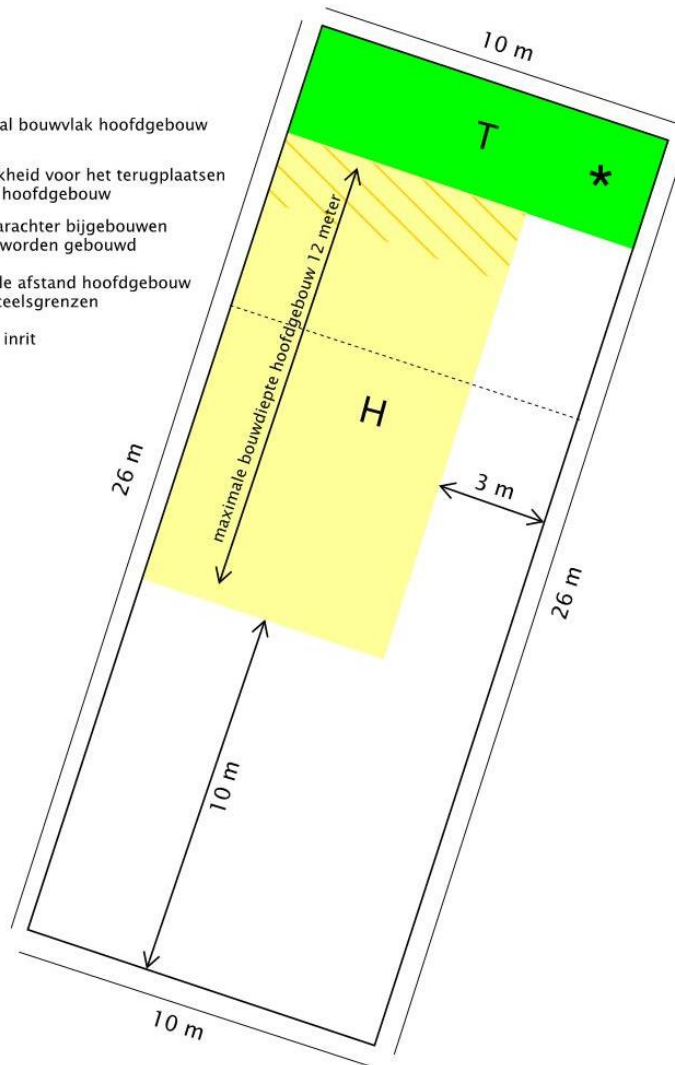 al bouwvlak hoofdgebouw
kheid voor het terugplaatsen
hoofdgebouw
arachter bijgebouwen
worden gebouwd
le afstand hoofdgebouw
ceelsgrenzen
inrit
10 m
T *
maximale bouwdiepte hoofdgebouw 12 meter
H
3 m
26 m
26 m
10 m
10 m